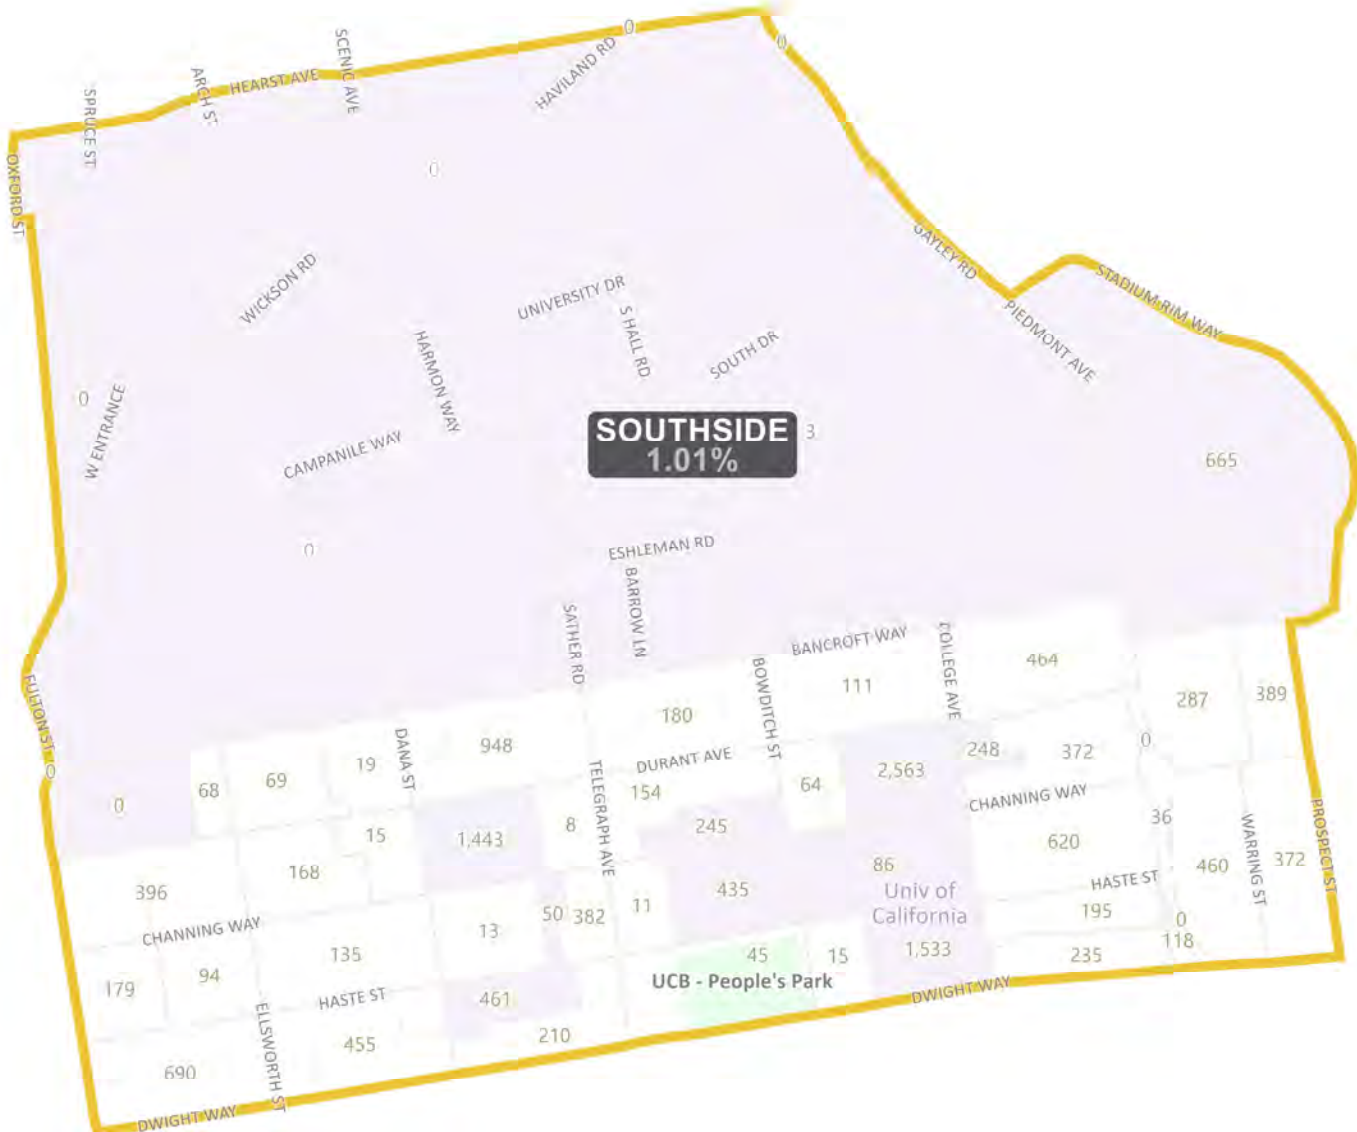 0
0
SCENIC AVE
HAVILAND RD
ARCH ST
HEARST AVE
SPRUCE ST
OXFORD ST
0
GAYLEY RD
WICKSON RD
UNIVERSITY DR
STADIUM RIM WAY
S HALL RD
PIEDMONT AVE
HARMON WAY
SOUTH DR
0
W ENTRANCE
SOUTHSIDE
1.01%
3
CAMPANILE WAY
665
0
ESHLEMAN RD
BARROW LN
SATHER RD
BANCROFT WAY
COLLEGE AVE
464
BOWDITCH ST
111
287
389
FULTON ST
180
DANA ST
948
0
248
372
DURANT AVE
19
0
69
68
2,563
TELEGRAPH AVE
154
64
CHANNING WAY
0
8
245
36
PROSPECT ST
15
1,443
620
WARRING ST
168
86
460
372
396
435
Univ of
California
HASTE ST
11
50
382
195
0
CHANNING WAY
13
118
135
45
15
1,533
235
94
179
UCB - People's Park
DWIGHT WAY
HASTE ST
461
ELLSWORTH ST
210
455
690
DWIGHT WAY